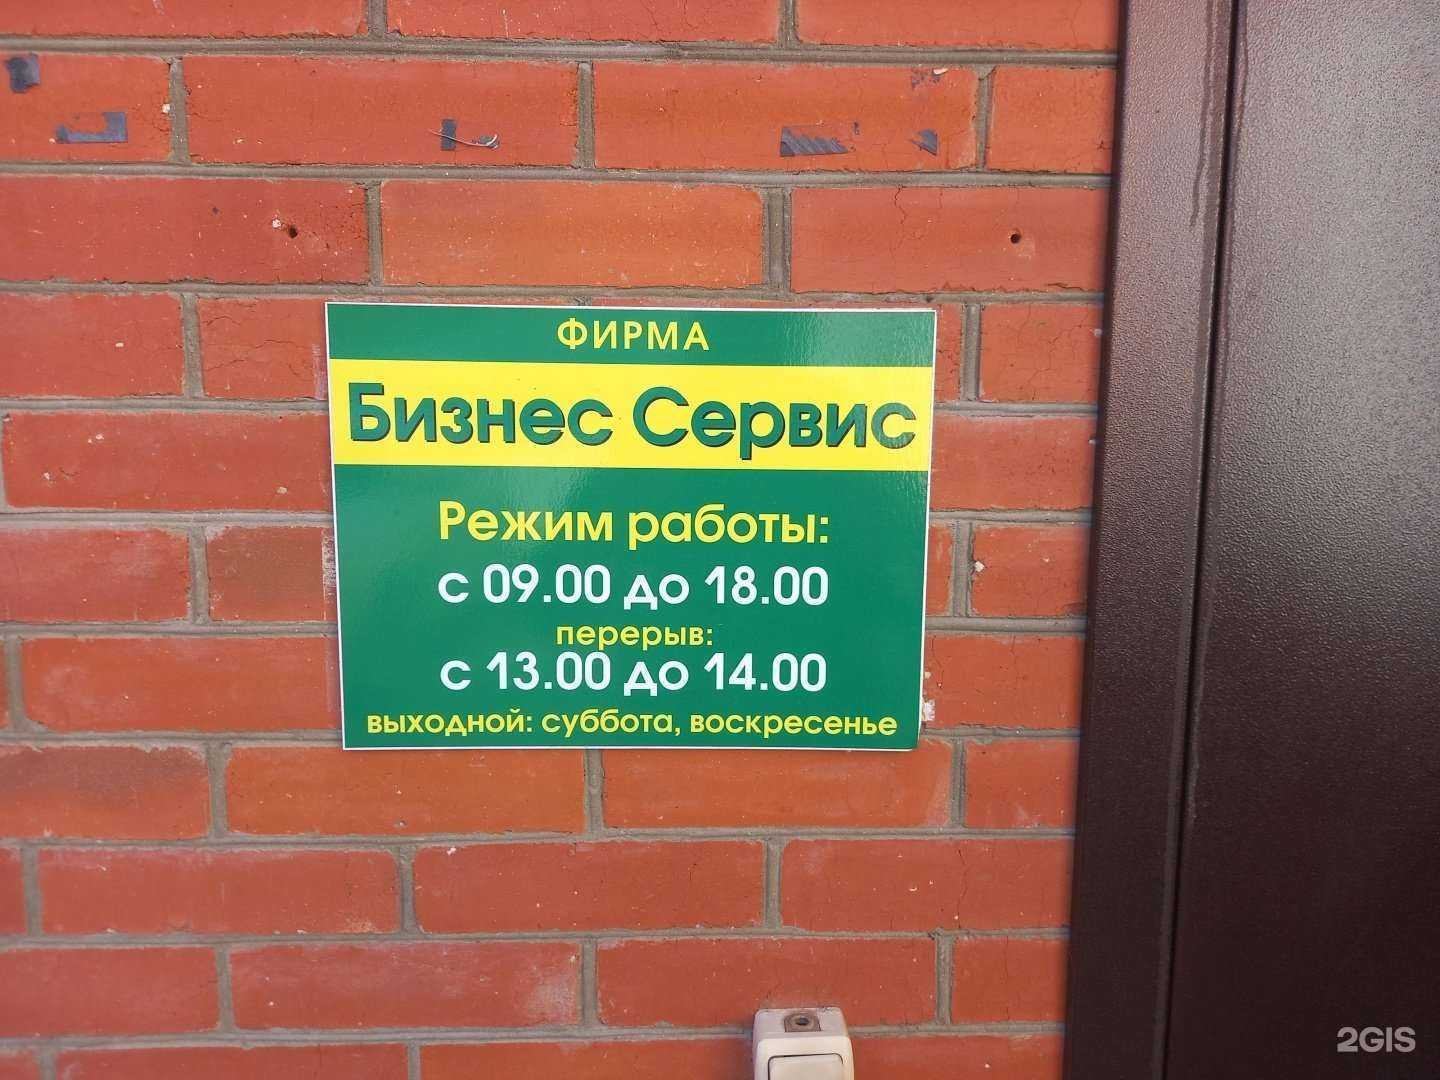 ФИРМА
Бизнес Сервис
Режим работы:
с 09.00 до 18.00
перерыв:
с 13.00 до 14.00
выходной: суббота, воскресенье
2GIS